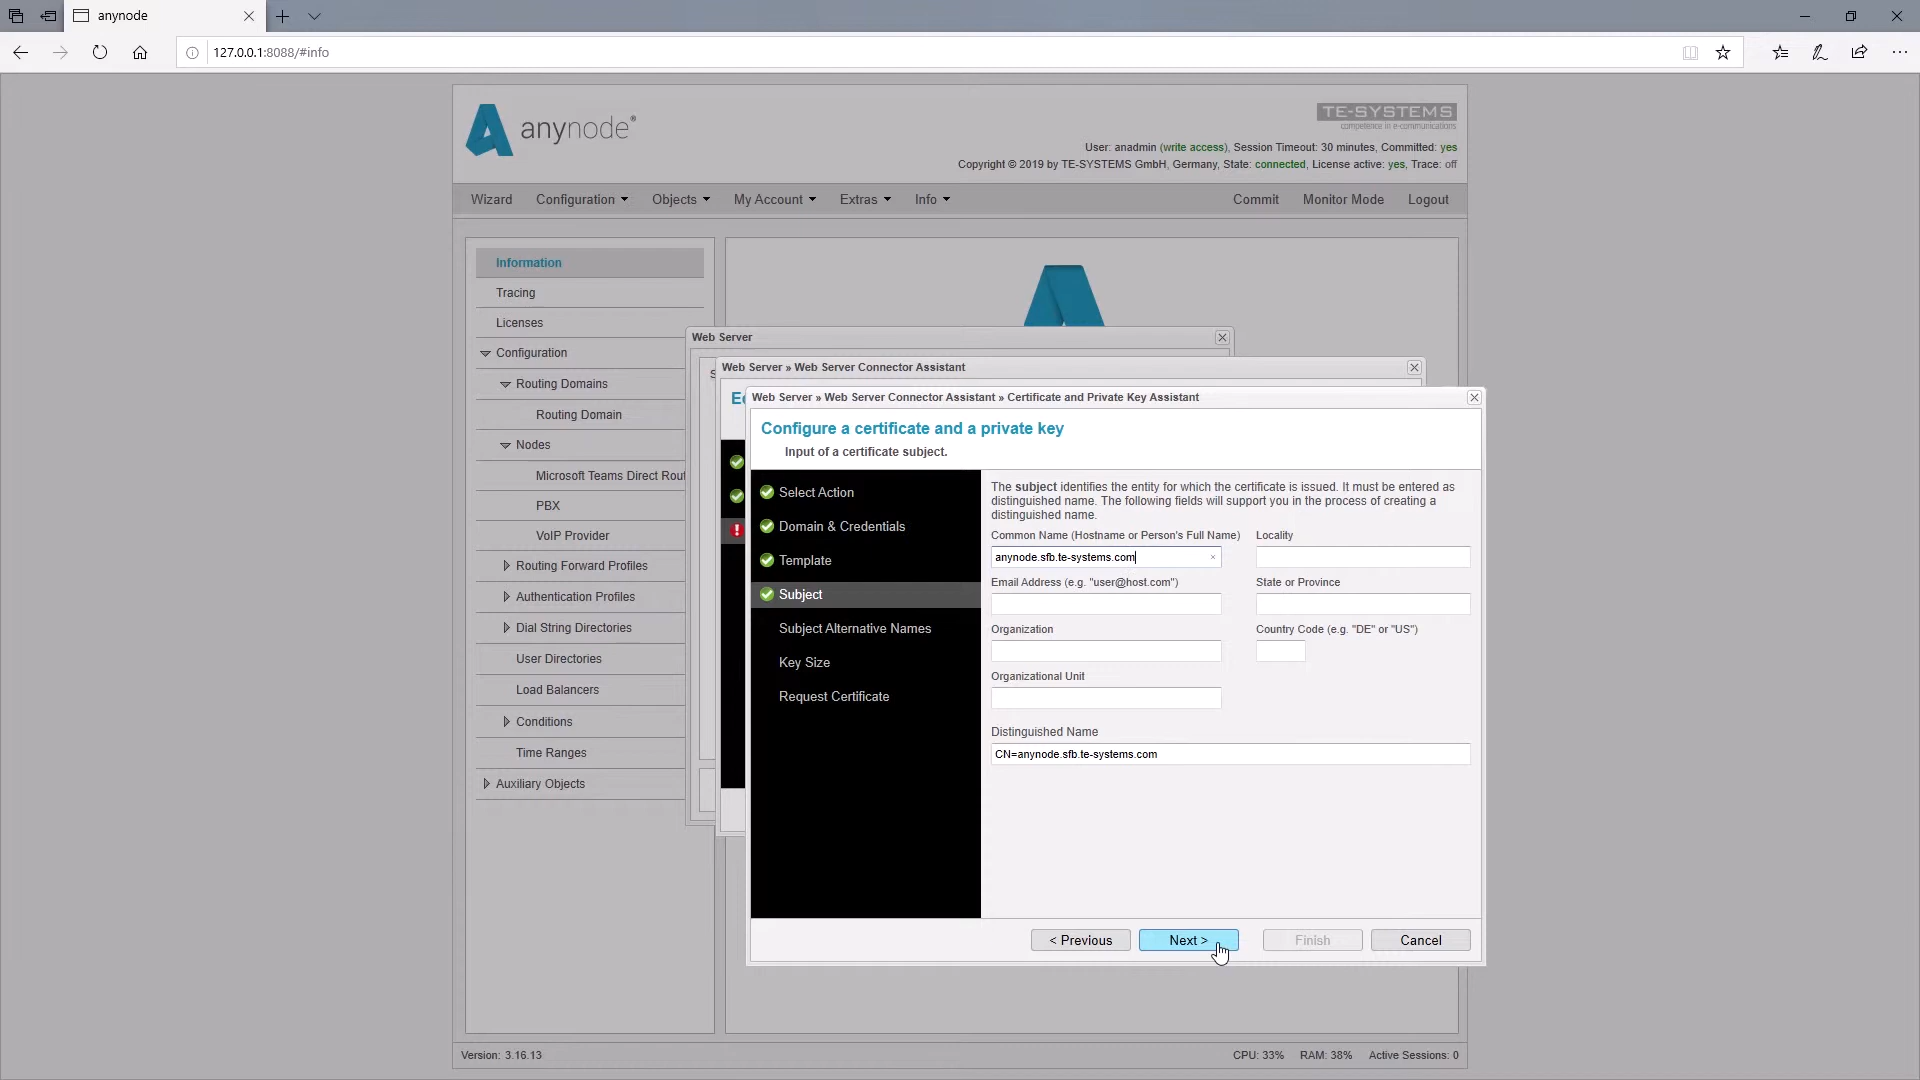 anynode
127.0.0.1:8088/#info
anynode®
TE-SYSTEMS
competence in e-communications
User: anadmin (write access), Session Timeout: 30 minutes, Committed: yes
Copyright © 2019 by TE-SYSTEMS GmbH, Germany, State: connected, License active: yes, Trace: off
Wizard Configuration Objects My Account Extras Info Commit Monitor Mode Logout
Information
Tracing
Licenses
Configuration
Routing Domains
Routing Domain
Nodes
Microsoft Teams Direct Rout
PBX
VoIP Provider
Routing Forward Profiles
Authentication Profiles
Dial String Directories
User Directories
Load Balancers
Conditions
Time Ranges
Auxiliary Objects
Web Server
Web Server » Web Server Connector Assistant
Web Server » Web Server Connector Assistant » Certificate and Private Key Assistant
Configure a certificate and a private key
Input of a certificate subject.
Select Action
Domain & Credentials
Template
Subject
Subject Alternative Names
Key Size
Request Certificate
The subject identifies the entity for which the certificate is issued. It must be entered as
distinguished name. The following fields will support you in the process of creating a
distinguished name.
Common Name (Hostname or Person's Full Name) Locality
anynode.sfb.te-systems.com
Email Address (e.g. "user@host.com") State or Province
Organization Country Code (e.g. "DE" or "US")
Organizational Unit
Distinguished Name
CN=anynode.sfb.te-systems.com
< Previous Next > Finish Cancel
Version: 3.16.13 CPU: 33% RAM: 38% Active Sessions: 0